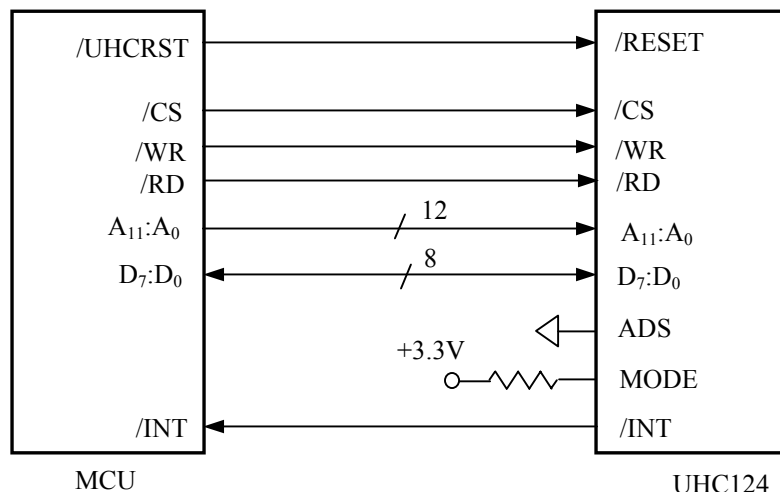 /UHCRST /RESET
/CS /CS
/WR /WR
/RD /RD
A₁₁:A₀ 12 A₁₁:A₀
D₇:D₀ 8 D₇:D₀
ADS
+3.3V MODE
/INT /INT
MCU UHC124